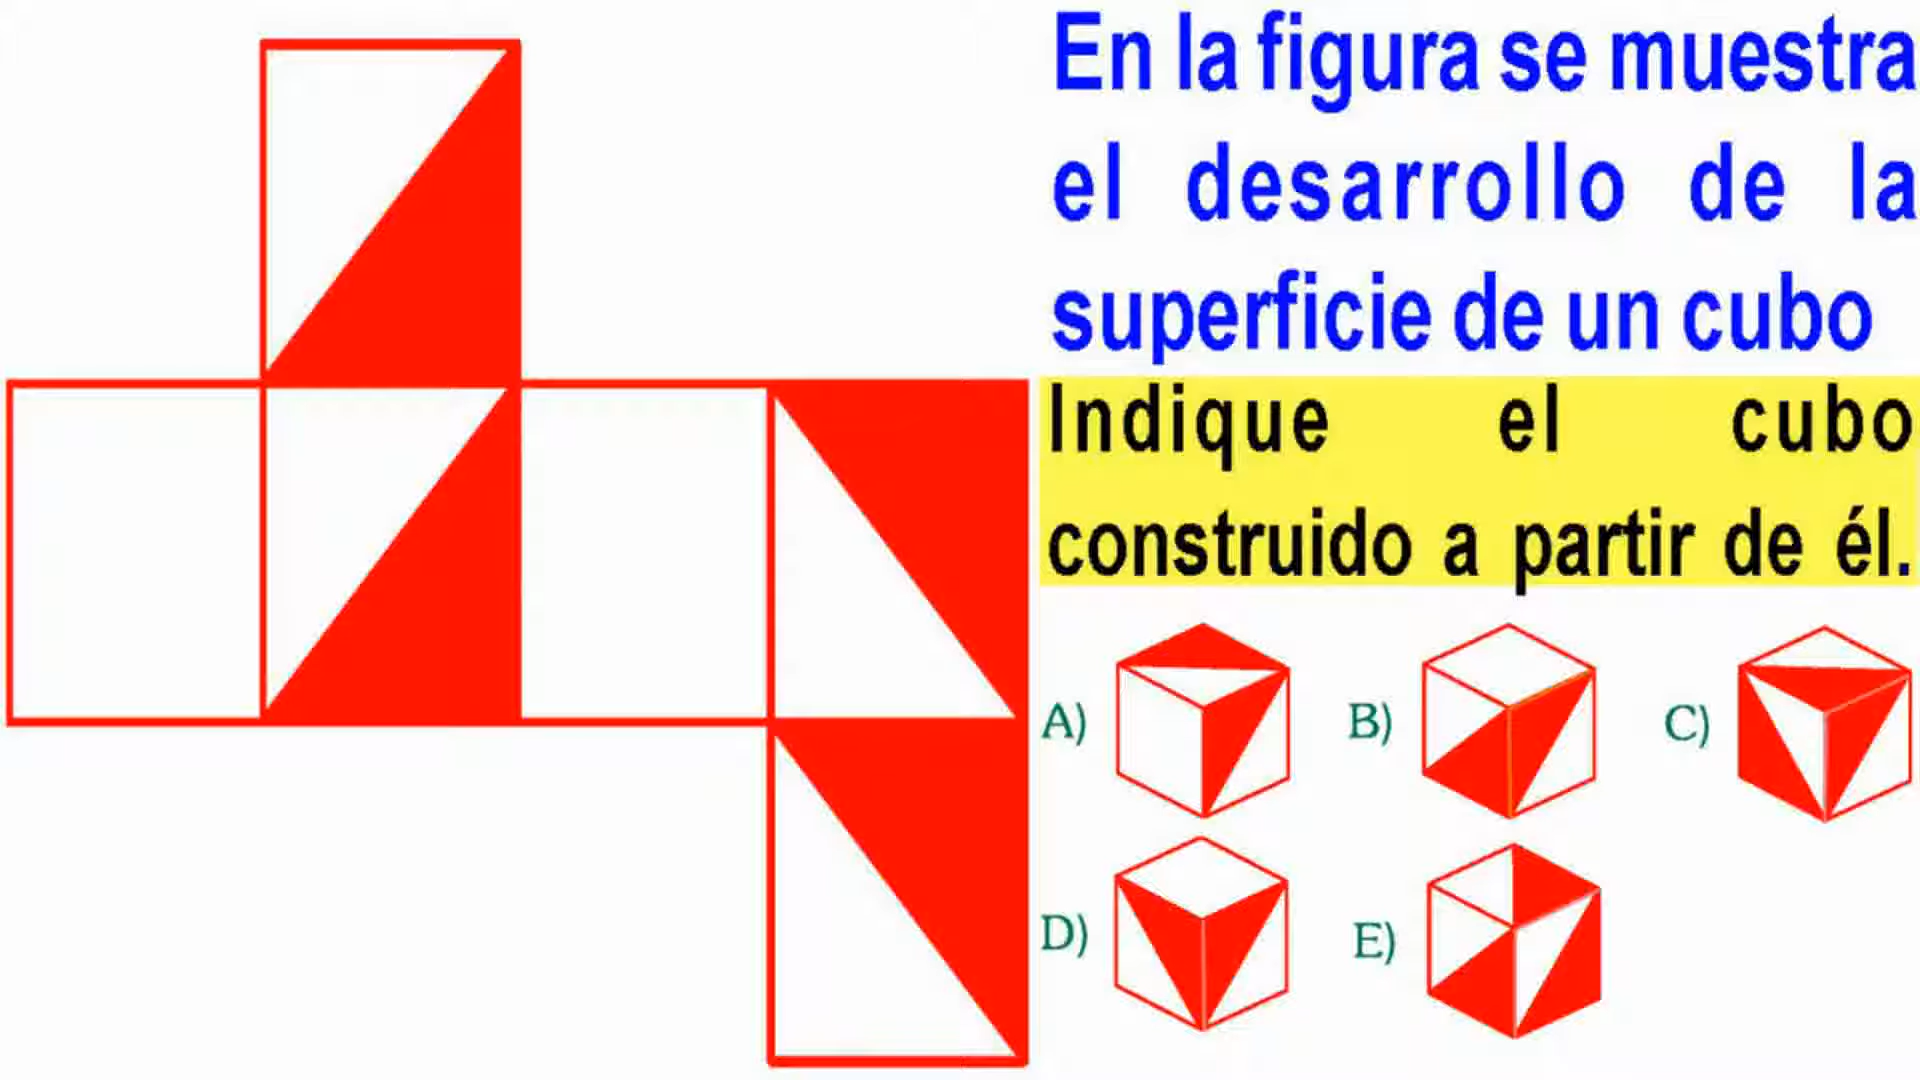 En la figura se muestra
el desarrollo de la
superficie de un cubo
Indique el cubo
construido a partir de él.
A)
B)
C)
D)
E)